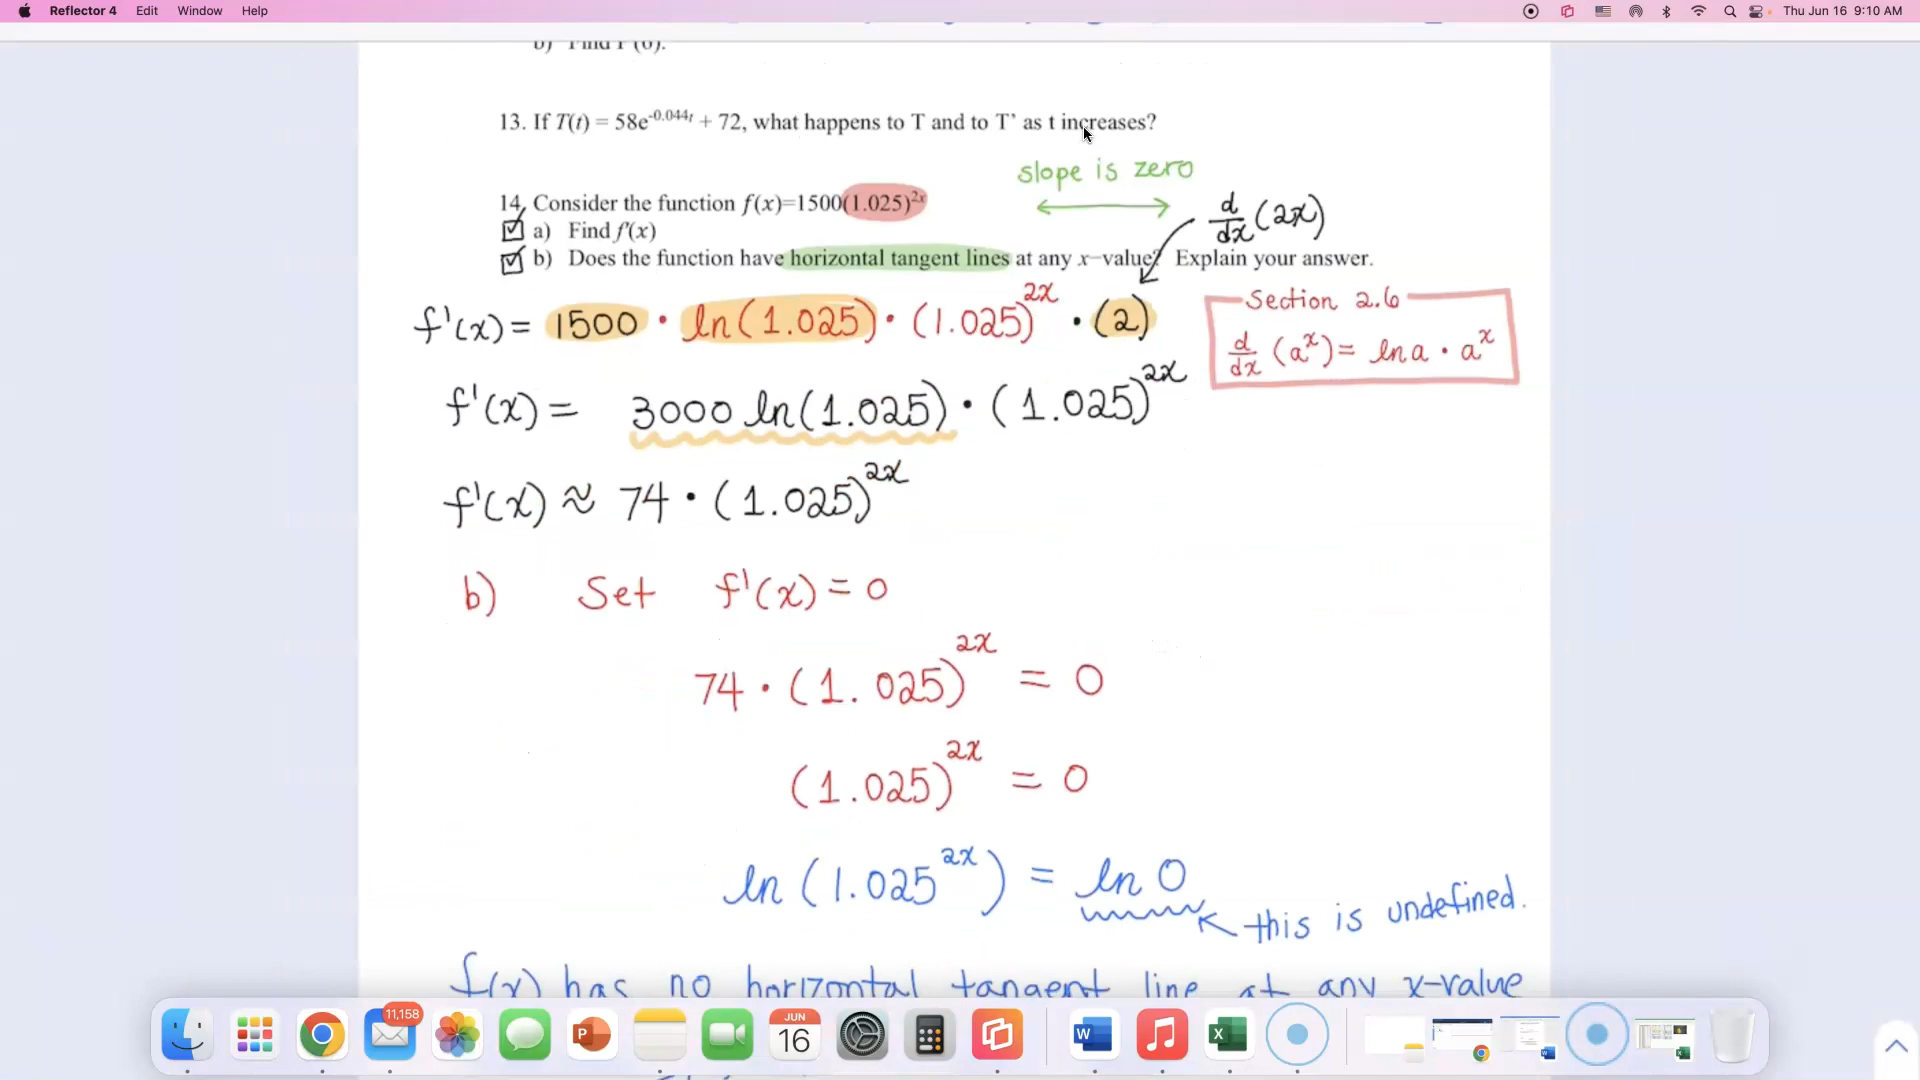 Reflector 4 Edit Window Help Thu Jun 16 9:10 AM
13. If T(t) = 58e^-0.044t + 72, what happens to T and to T' as t increases?
slope is zero
14. Consider the function f(x)=1500(1.025)^2x
d/dx (2x)
a) Find f'(x)
b) Does the function have horizontal tangent lines at any x-value? Explain your answer.
f'(x) = 1500 • ln(1.025) • (1.025)^2x • (2)
Section 2.6
d/dx (a^x) = ln a • a^x
f'(x) = 3000 ln(1.025) • (1.025)^2x
f'(x) ≈ 74 • (1.025)^2x
b) Set f'(x) = 0
74 • (1.025)^2x = 0
(1.025)^2x = 0
ln(1.025^2x) = ln 0
this is undefined.
f(x) has no horizontal tangent line at any x-value
11,158
JUN
16